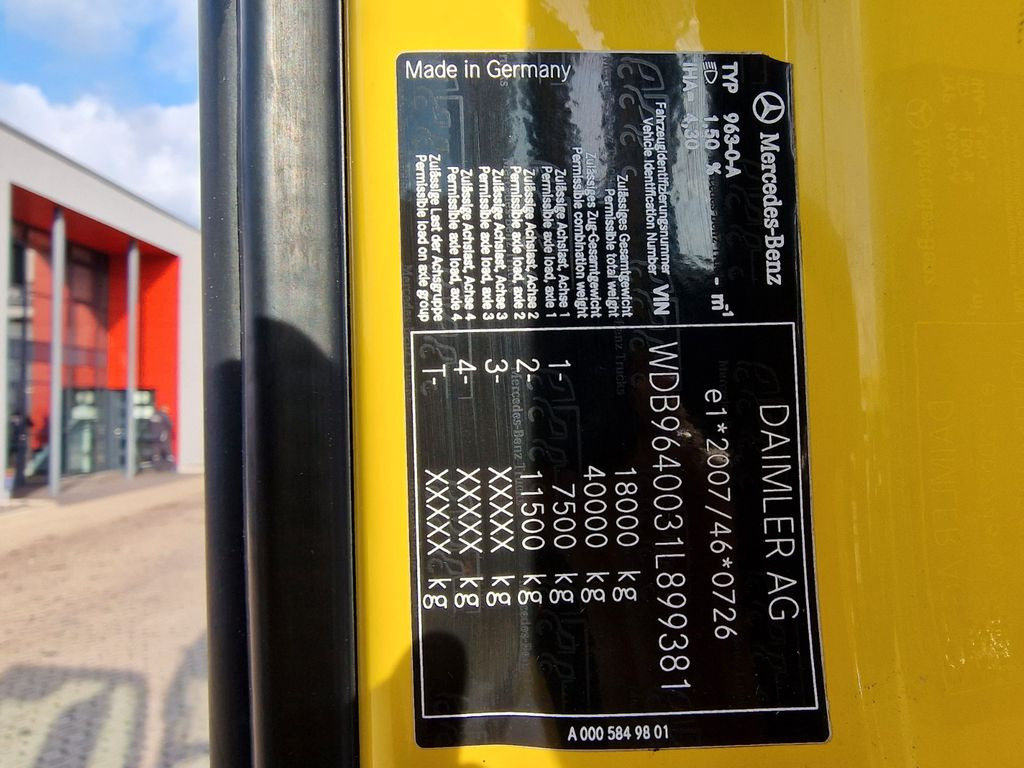 Made in Germany
Mercedes-Benz
DAIMLER AG
TYP 963-0-A
e1*2007/46*0726
1,50 % - m-1
HA- 4,30
Fahrzeugidentifizierungsnummer
Vehicle Identification Number VIN
WDB9640031L899381
Zulässiges Gesamtgewicht
Permissible total weight
18000 kg
Zulässiges Zug-Gesamtgewicht
Permissible combination weight
40000 kg
Zulässige Achslast, Achse 1
Permissible axle load, axle 1
1- 7500 kg
Zulässige Achslast, Achse 2
Permissible axle load, axle 2
2- 11500 kg
Zulässige Achslast, Achse 3
Permissible axle load, axle 3
3- XXXXX kg
Zulässige Achslast, Achse 4
Permissible axle load, axle 4
4- XXXXX kg
Zulässige Last der Achsgruppe
Permissible load on axle group
T- XXXXX kg
A 000 584 98 01